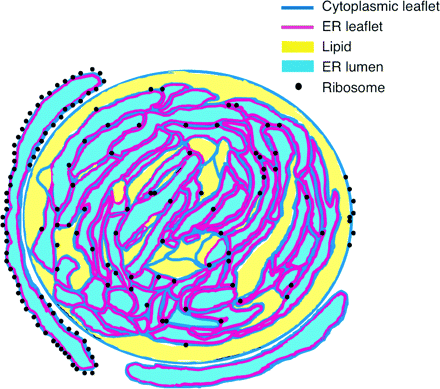 Cytoplasmic leaflet
ER leaflet
Lipid
ER lumen
Ribosome